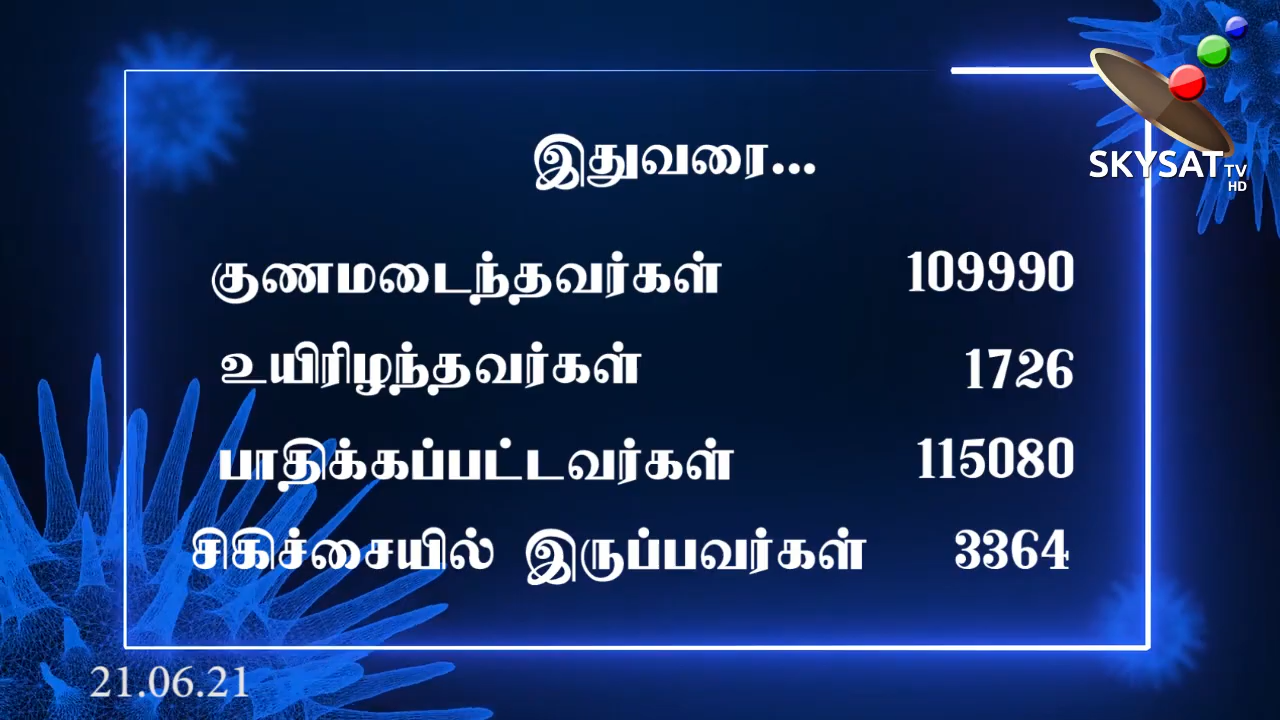 SKYSAT TV
HD
இதுவரை...
குணமடைந்தவர்கள் 109990
உயிரிழந்தவர்கள் 1726
பாதிக்கப்பட்டவர்கள் 115080
சிகிச்சையில் இருப்பவர்கள் 3364
21.06.21